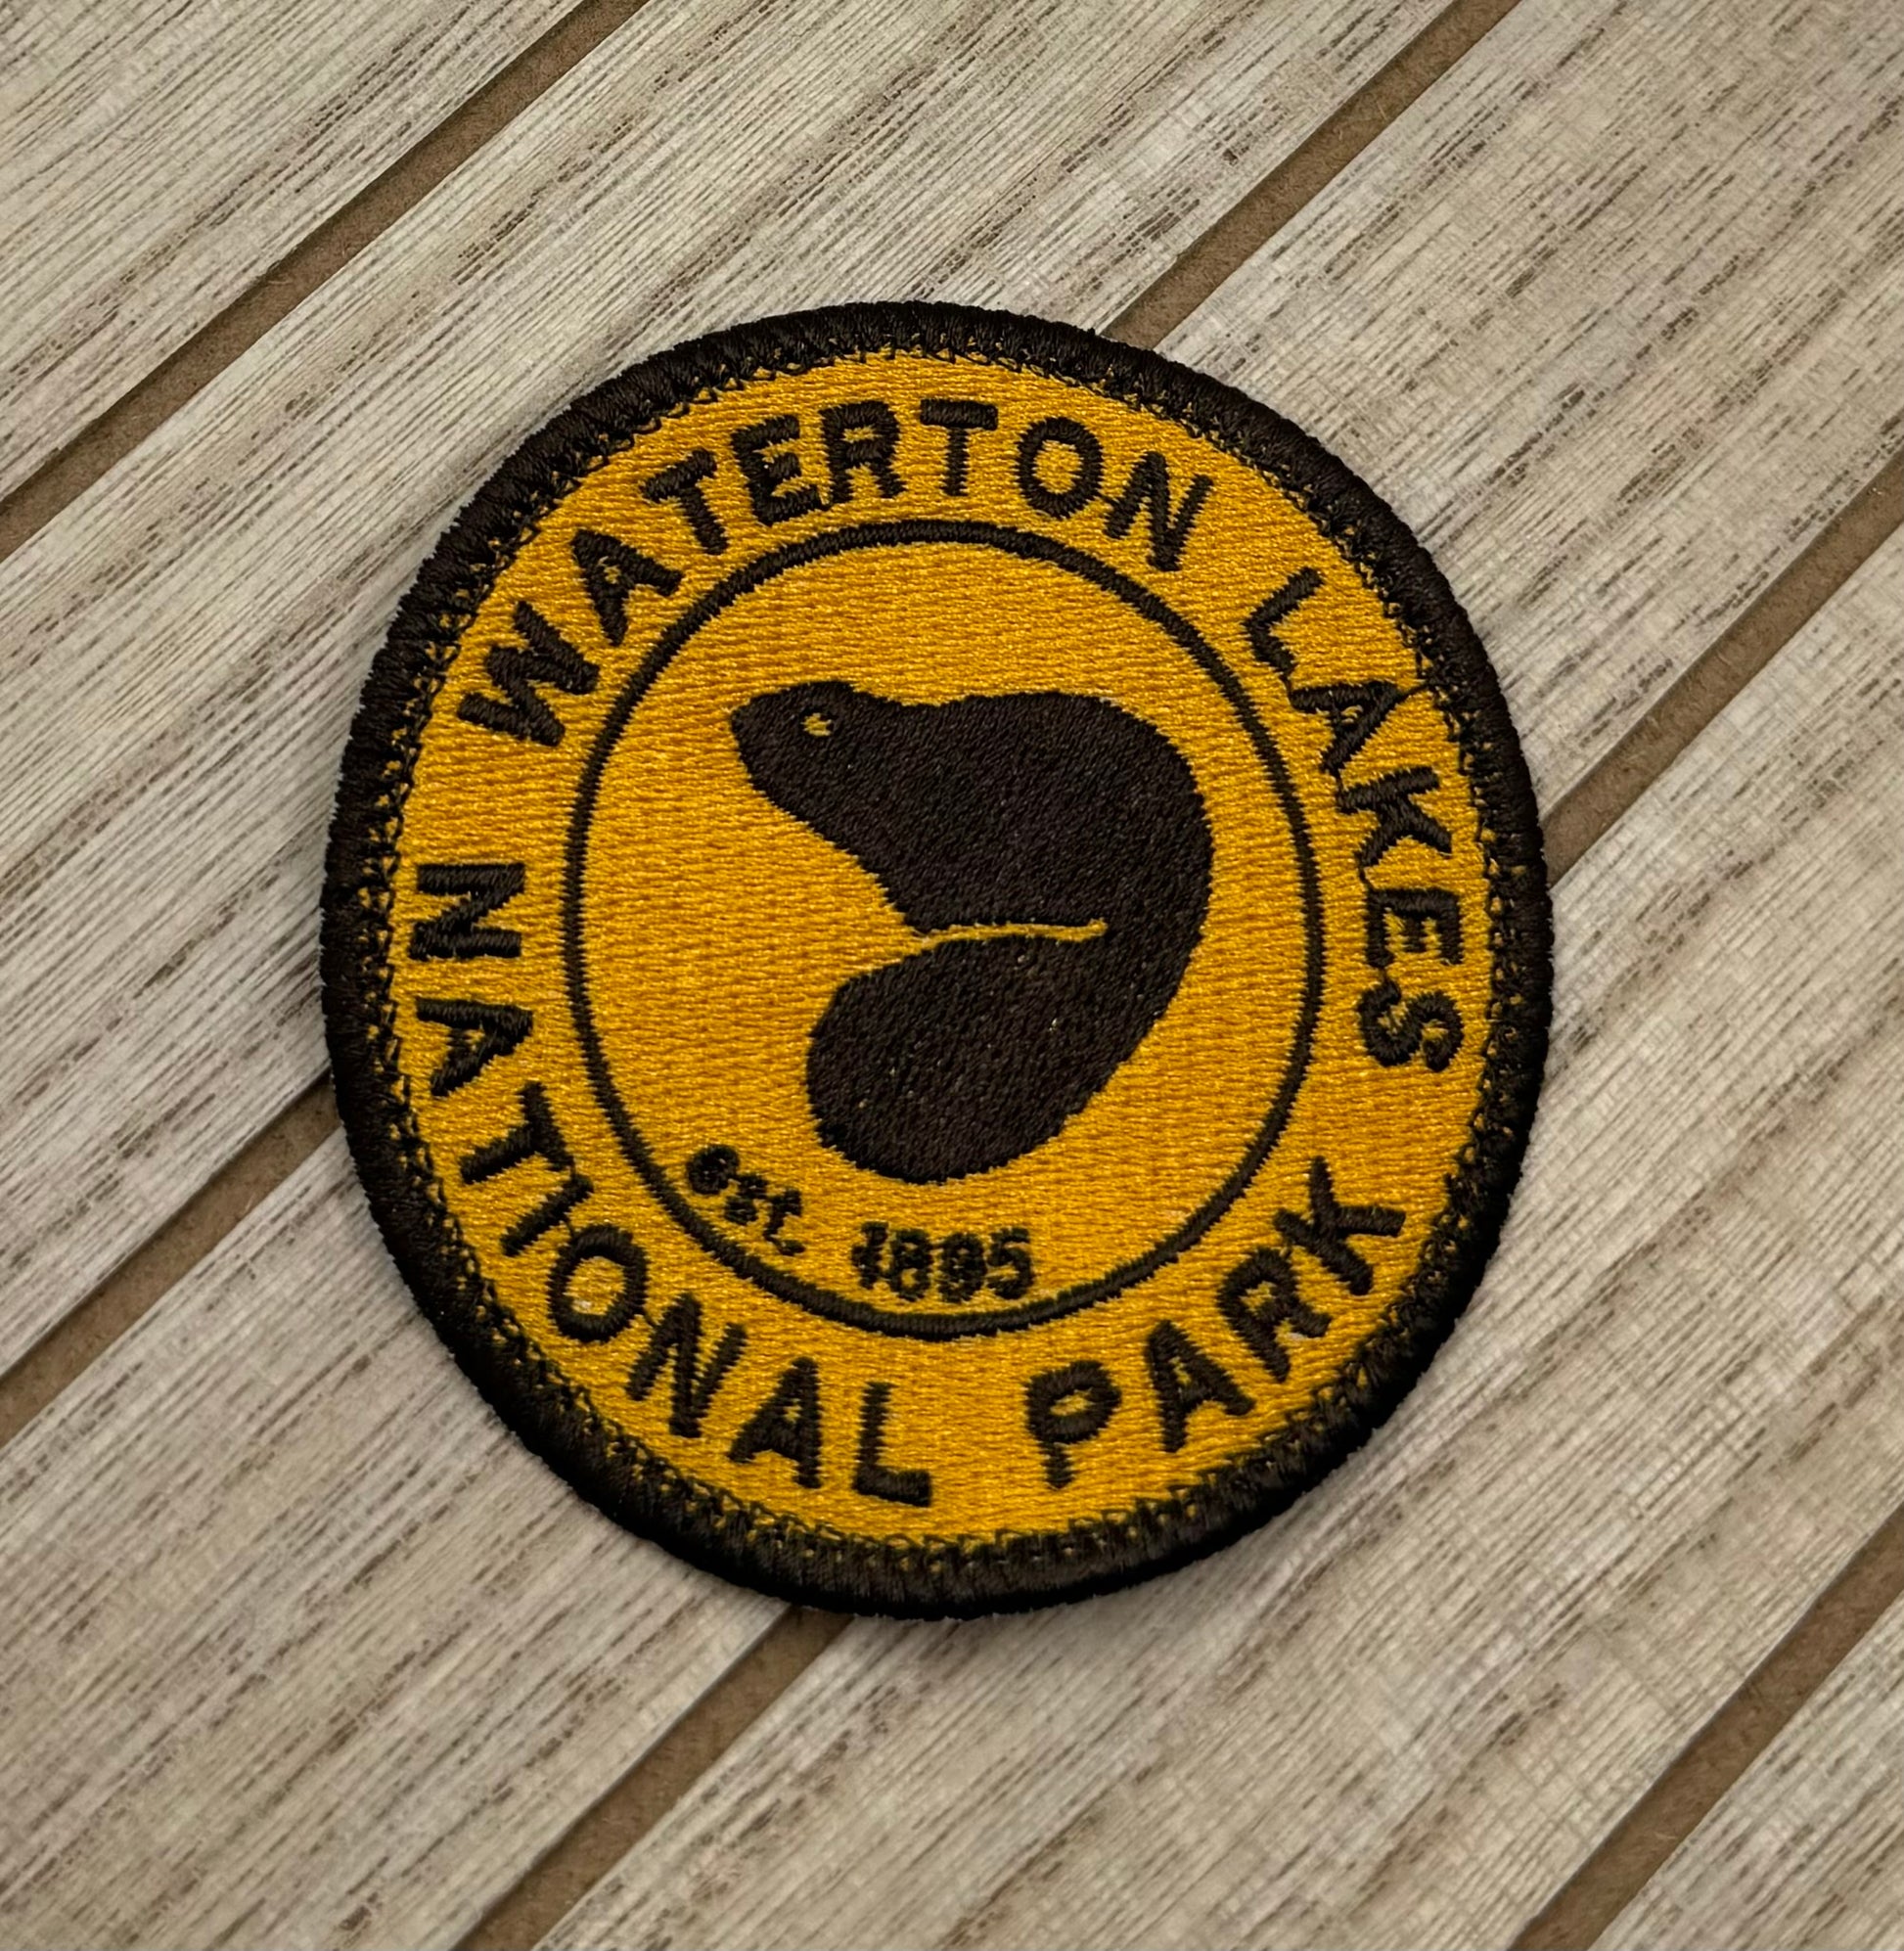 WATERTON LAKES
NATIONAL PARK
est. 1895